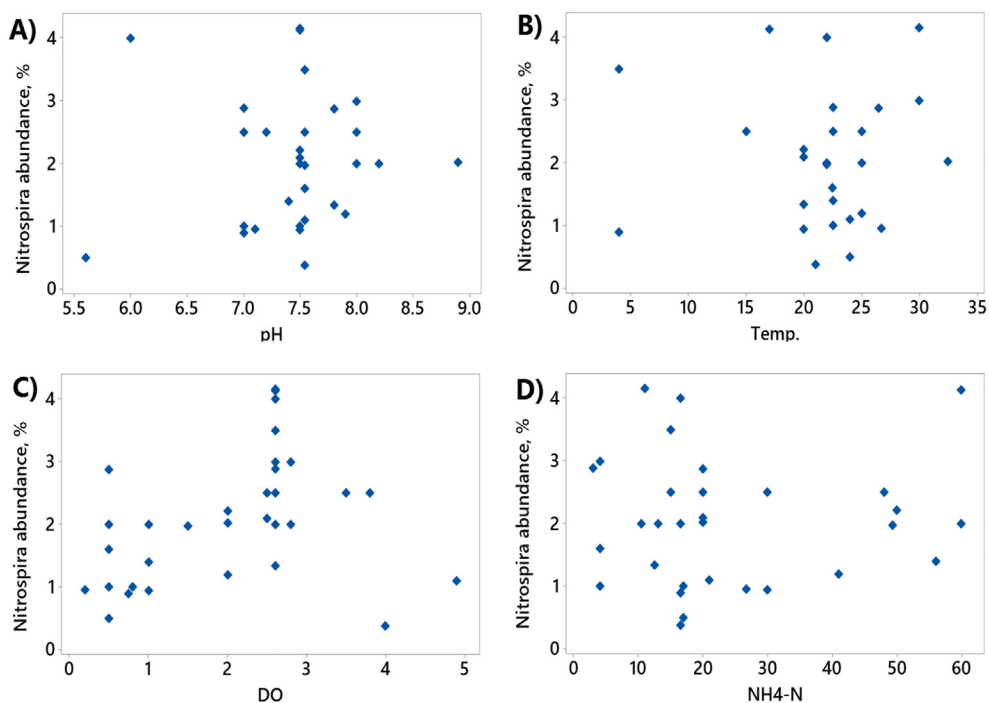 A)
Nitrospira abundance, %
4
3
2
1
0
5.5 6.0 6.5 7.0 7.5 8.0 8.5 9.0
pH
B)
Nitrospira abundance, %
4
3
2
1
0
0 5 10 15 20 25 30 35
Temp.
C)
Nitrospira abundance, %
4
3
2
1
0
0 1 2 3 4 5
DO
D)
Nitrospira abundance, %
4
3
2
1
0
0 10 20 30 40 50 60
NH4-N